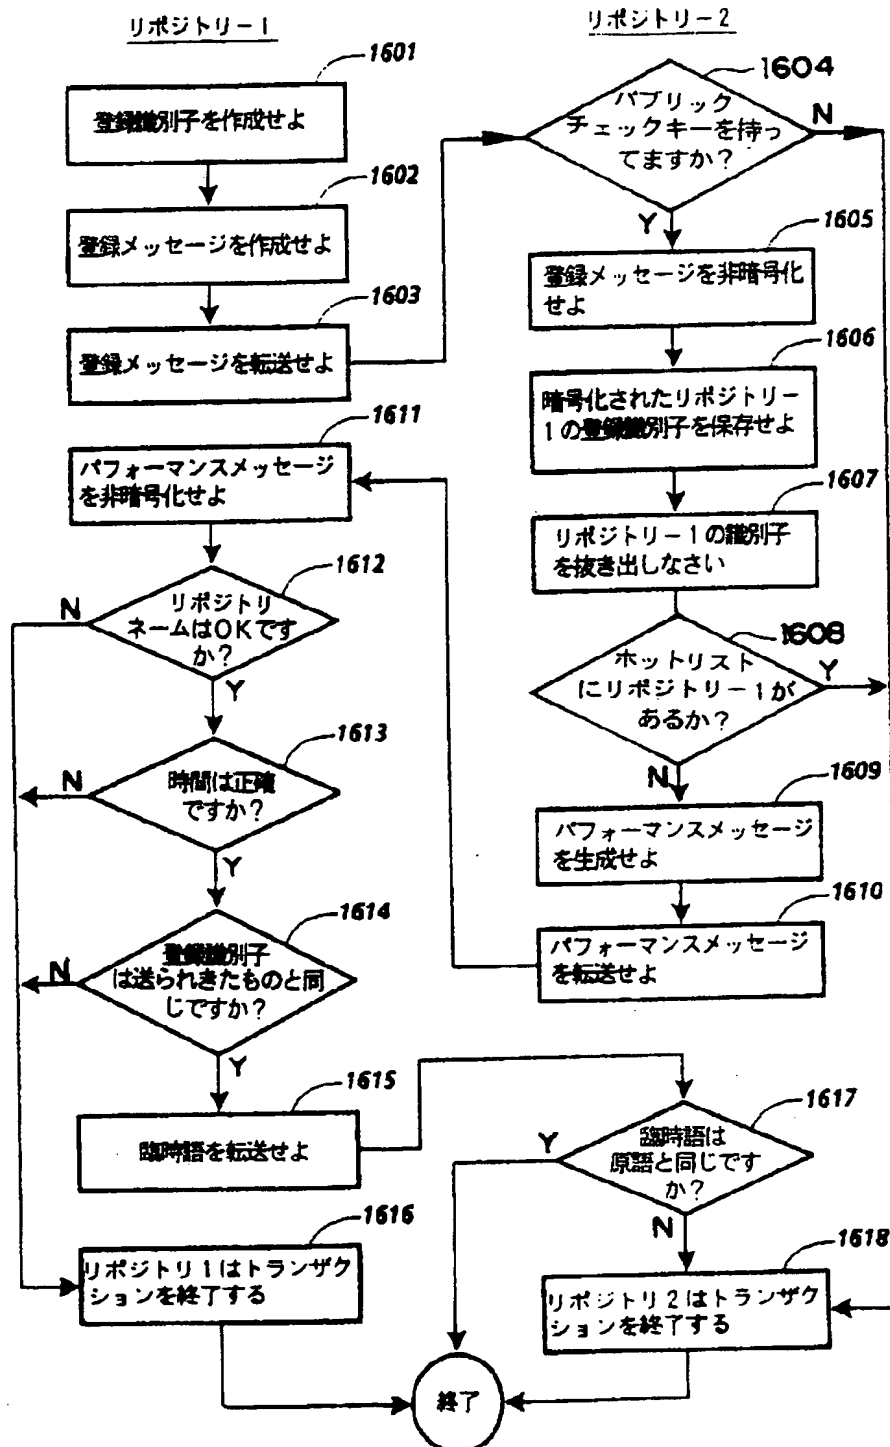 リポジトリー1
1601
登録識別子を作成せよ
1602
登録メッセージを作成せよ
1603
登録メッセージを転送せよ
1611
パフォーマンスメッセージ
を非暗号化せよ
1612
リポジトリ
ネームはOKです
か?
N
Y
1613
時間は正確
ですか?
N
Y
1614
登録識別子
は送られきたものと同
じですか?
N
Y
1615
臨時語を転送せよ
1616
リポジトリ1はトランザク
ションを終了する
リポジトリー2
1604
パブリック
チェックキーを持っ
てますか?
N
Y
1605
登録メッセージを非暗号化
せよ
1606
暗号化されたリポジトリー
1の登録識別子を保存せよ
1607
リポジトリー1の識別子
を抜き出しなさい
1608
ホットリスト
にリポジトリー1が
あるか?
Y
N
1609
パフォーマンスメッセージ
を生成せよ
1610
パフォーマンスメッセージ
を転送せよ
1617
臨時語は
原語と同じです
か?
Y
N
1618
リポジトリ2はトランザク
ションを終了する
終了